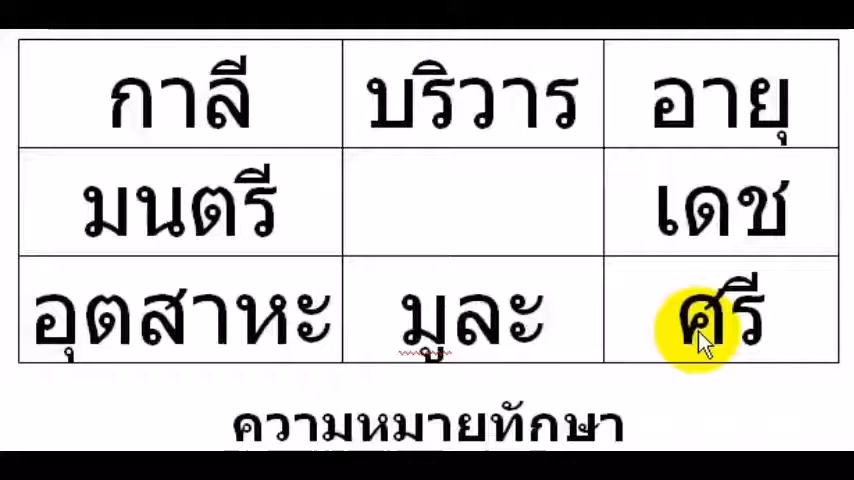 กาลี บริวาร อายุ
มนตรี เดช
อุตสาหะ มูละ ศรี
ความหมายทักษา